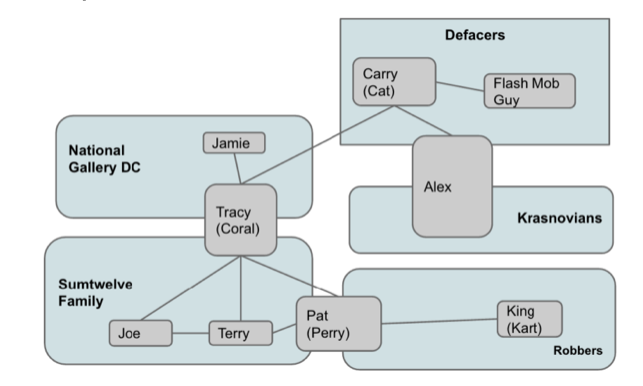 Defacers
Carry
(Cat)
Flash Mob
Guy
National
Gallery DC
Jamie
Alex
Tracy
(Coral)
Krasnovians
Sumtwelve
Family
Joe
Terry
Pat
(Perry)
King
(Kart)
Robbers